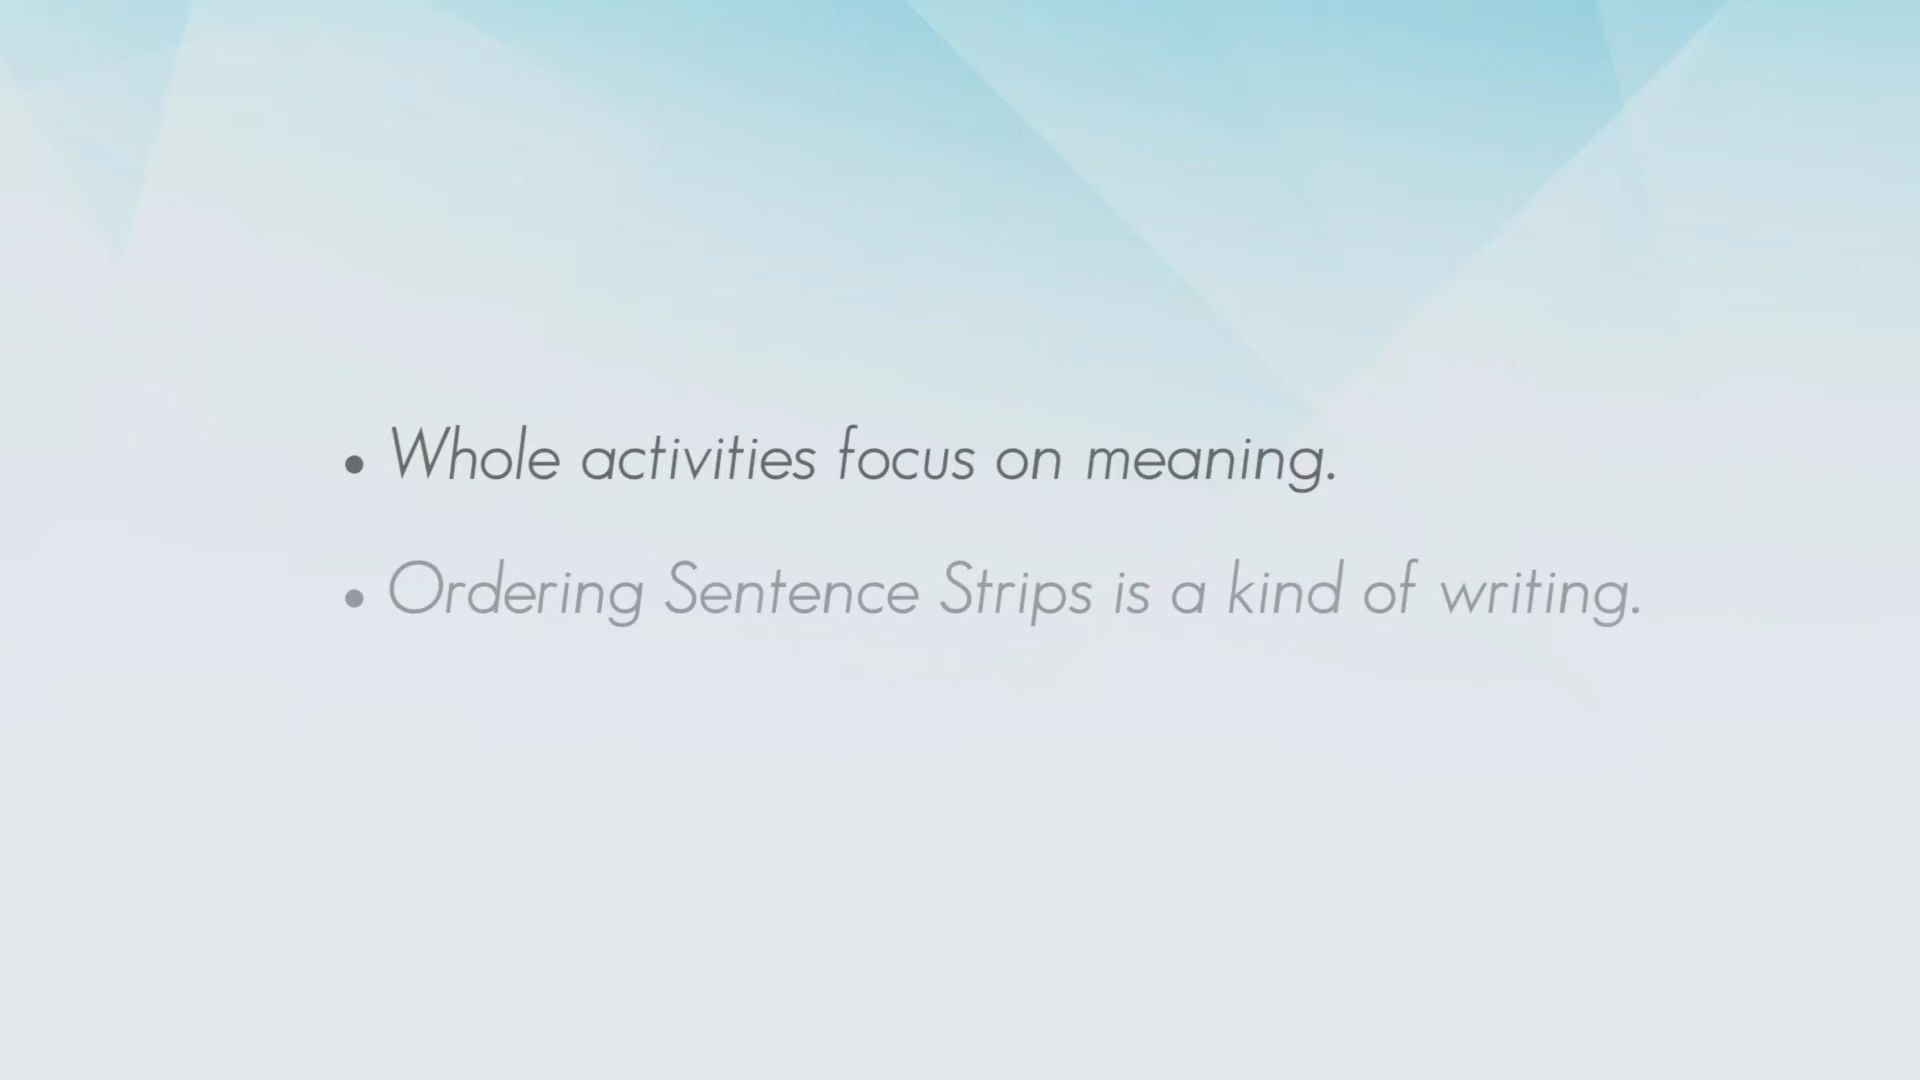 • Whole activities focus on meaning.
• Ordering Sentence Strips is a kind of writing.